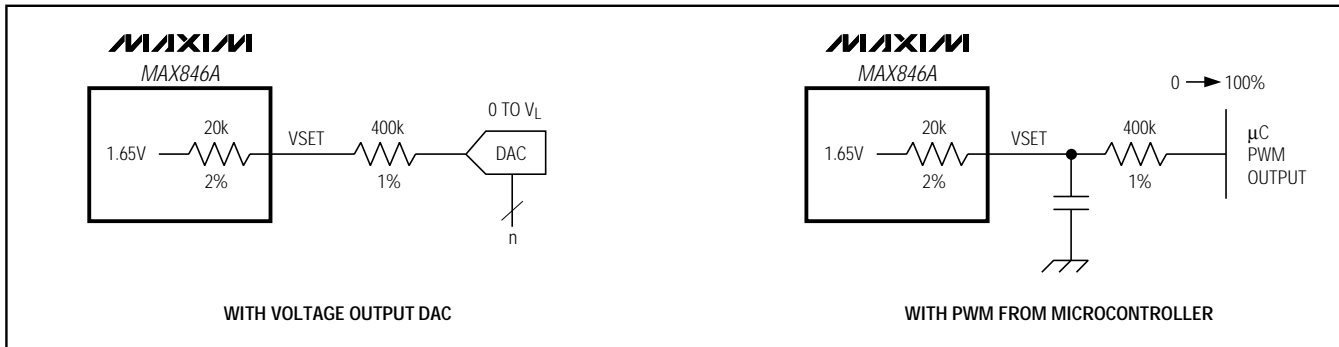 MAXIM
MAX846A
1.65V
20k
2%
VSET
400k
1%
0 TO VL
DAC
n
WITH VOLTAGE OUTPUT DAC
MAXIM
MAX846A
1.65V
20k
2%
VSET
400k
1%
0 → 100%
μC
PWM
OUTPUT
WITH PWM FROM MICROCONTROLLER